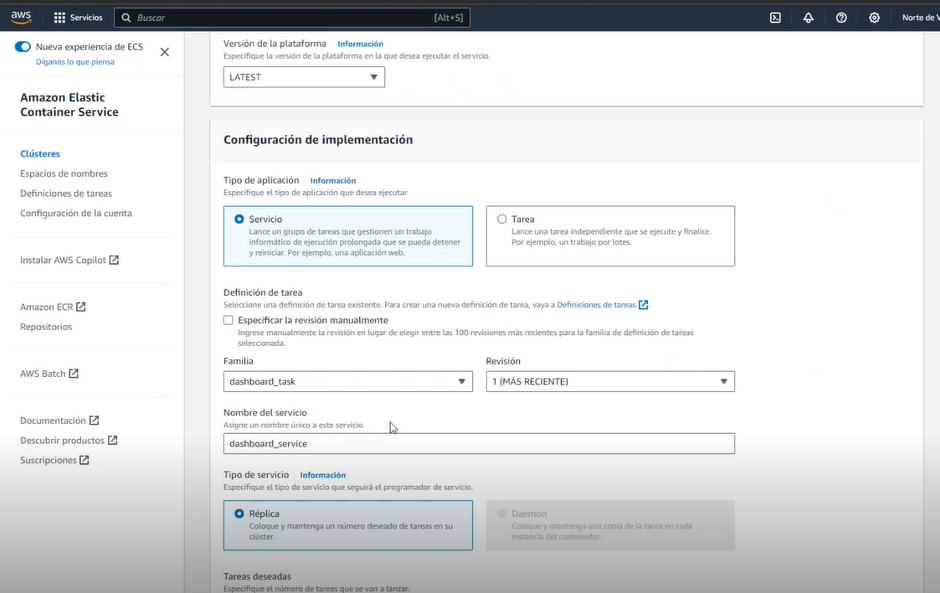 aws
Servicios
Buscar
[Alt+S]
Norte de V
Nueva experiencia de ECS
Díganos lo que piensa
Amazon Elastic
Container Service
Clústeres
Espacios de nombres
Definiciones de tareas
Configuración de la cuenta
Instalar AWS Copilot
Amazon ECR
Repositorios
AWS Batch
Documentación
Descubrir productos
Suscripciones
Versión de la plataforma
Información
Especifique la versión de la plataforma en la que desea ejecutar el servicio.
LATEST
Configuración de implementación
Tipo de aplicación
Información
Especifique el tipo de aplicación que desea ejecutar.
Servicio
Lance un grupo de tareas que gestionen un trabajo
informático de ejecución prolongada que se pueda detener
y reiniciar. Por ejemplo, una aplicación web.
Tarea
Lance una tarea independiente que se ejecute y finalice.
Por ejemplo, un trabajo por lotes.
Definición de tarea
Seleccione una definición de tarea existente. Para crear una nueva definición de tarea, vaya a Definiciones de tareas
Especificar la revisión manualmente
Ingrese manualmente la revisión en lugar de elegir entre las 100 revisiones más recientes para la familia de definición de tareas
seleccionada.
Familia
dashboard_task
Revisión
1 (MÁS RECIENTE)
Nombre del servicio
Asigne un nombre único a este servicio.
dashboard_service
Tipo de servicio
Información
Especifique el tipo de servicio que seguirá el programador de servicio.
Réplica
Coloque y mantenga un número deseado de tareas en su
clúster.
Daemon
Coloque y mantenga una copia de la tarea en cada
instancia del contenedor.
Tareas deseadas
Especifique el número de tareas que se van a lanzar.